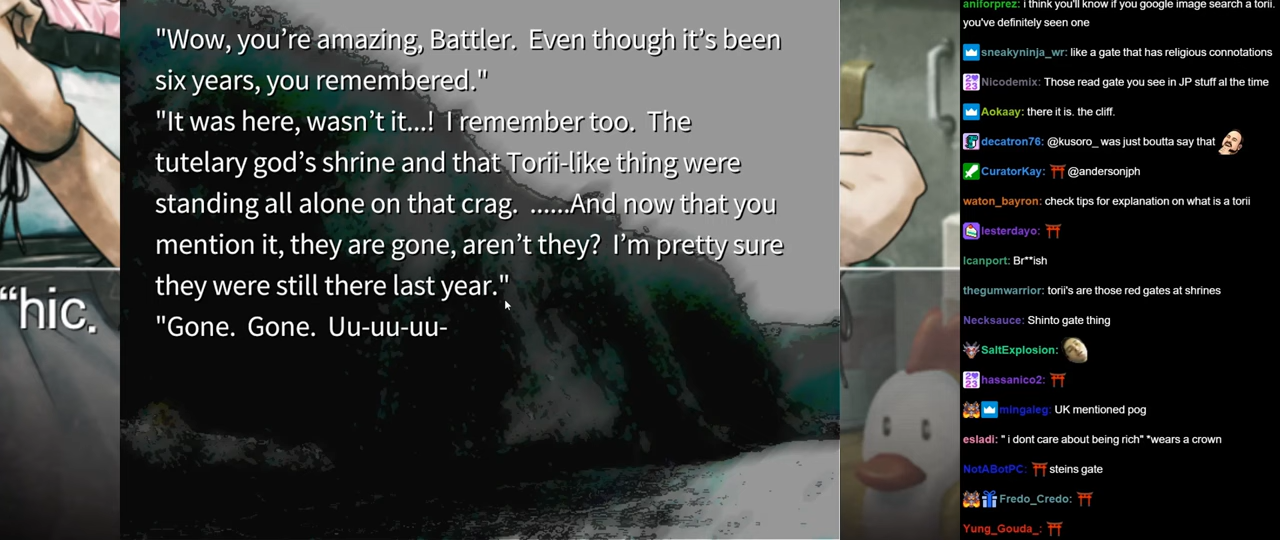 "Wow, you're amazing, Battler.  Even though it's been
six years, you remembered."
"It was here, wasn't it...!  I remember too.  The
tutelary god's shrine and that Torii-like thing were
standing all alone on that crag.  ......And now that you
mention it, they are gone, aren't they?  I'm pretty sure
they were still there last year."
"Gone.  Gone.  Uu-uu-uu-
“hic.
aniforprez: i think you'll know if you google image search a torii.
you've definitely seen one
sneakyninja_wr: like a gate that has religious connotations
Nicodemix: Those read gate you see in JP stuff al the time
Aokaay: there it is. the cliff.
decatron76: @kusoro_ was just boutta say that
CuratorKay: ⛩ @andersonjph
waton_bayron: check tips for explanation on what is a torii
lesterdayo: ⛩
Icanport: Br**ish
thegumwarrior: torii's are those red gates at shrines
Necksauce: Shinto gate thing
SaltExplosion:
hassanico2: ⛩
mingaleg: UK mentioned pog
esladi: " i dont care about being rich" *wears a crown
NotABotPC: ⛩ steins gate
Fredo_Credo: ⛩
Yung_Gouda_: ⛩